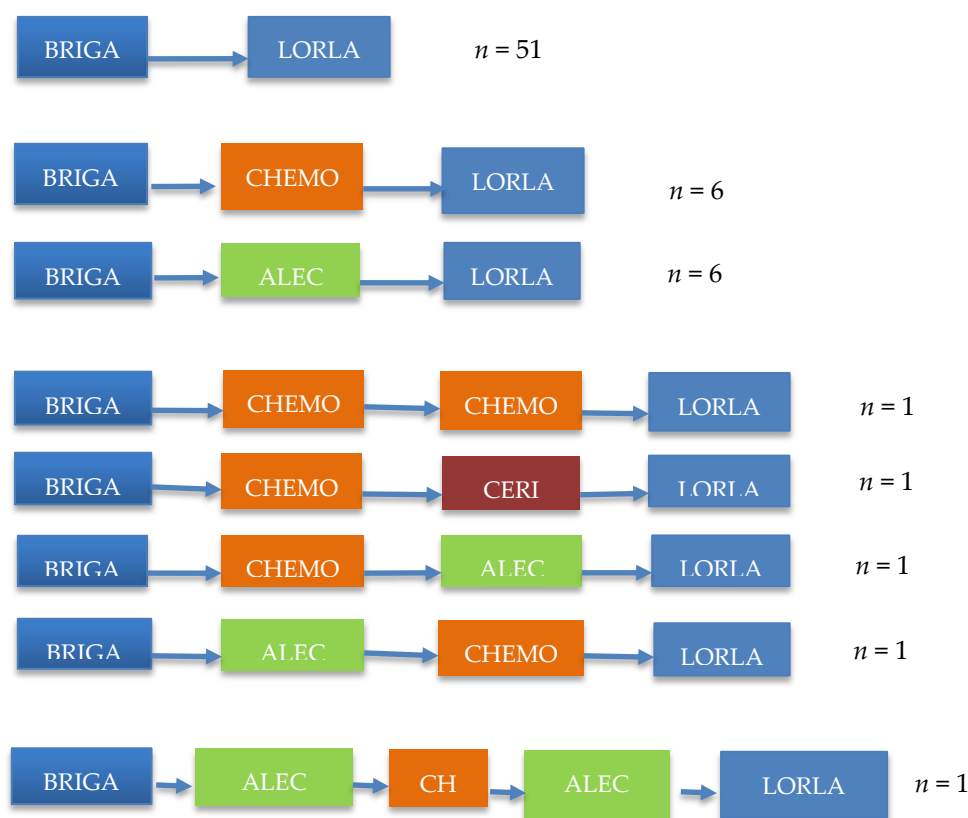 BRIGA LORLA n = 51
BRIGA CHEMO LORLA n = 6
BRIGA ALEC LORLA n = 6
BRIGA CHEMO CHEMO LORLA n = 1
BRIGA CHEMO CERI LORLA n = 1
BRIGA CHEMO ALEC LORLA n = 1
BRIGA ALEC CHEMO LORLA n = 1
BRIGA ALEC CH ALEC LORLA n = 1